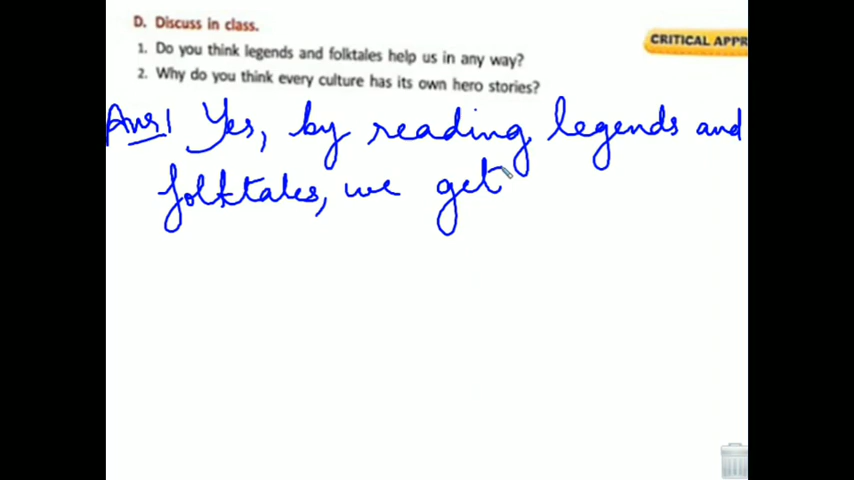 D. Discuss in class.
CRITICAL APPR
1. Do you think legends and folktales help us in any way?
2. Why do you think every culture has its own hero stories?
Ans1 Yes, by reading legends and
folktales, we get